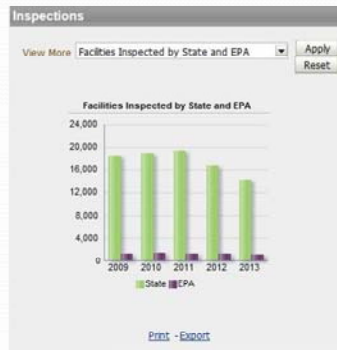 Inspections
View More Facilities Inspected by State and EPA Apply
Reset
Facilities Inspected by State and EPA
24,000
20,000
16,000
12,000
8,000
4,000
0
2009 2010 2011 2012 2013
State EPA
Print - Export